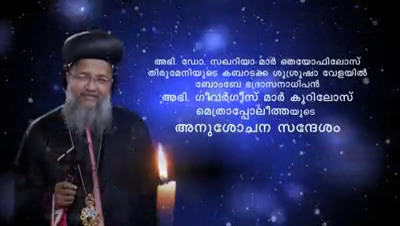 അഭി. ഡോ. സഖറിയാ മാർ തെയോഫിലോസ്
തിരുമേനിയുടെ കബറടക്ക ശുശ്രൂഷാ വേളയിൽ
ബോംബേ ഭദ്രാസനാധിപൻ
അഭി. ഗീവർഗ്ഗീസ് മാർ കൂറിലോസ്
മെത്രാപ്പോലീത്തയുടെ
അനുശോചന സന്ദേശം